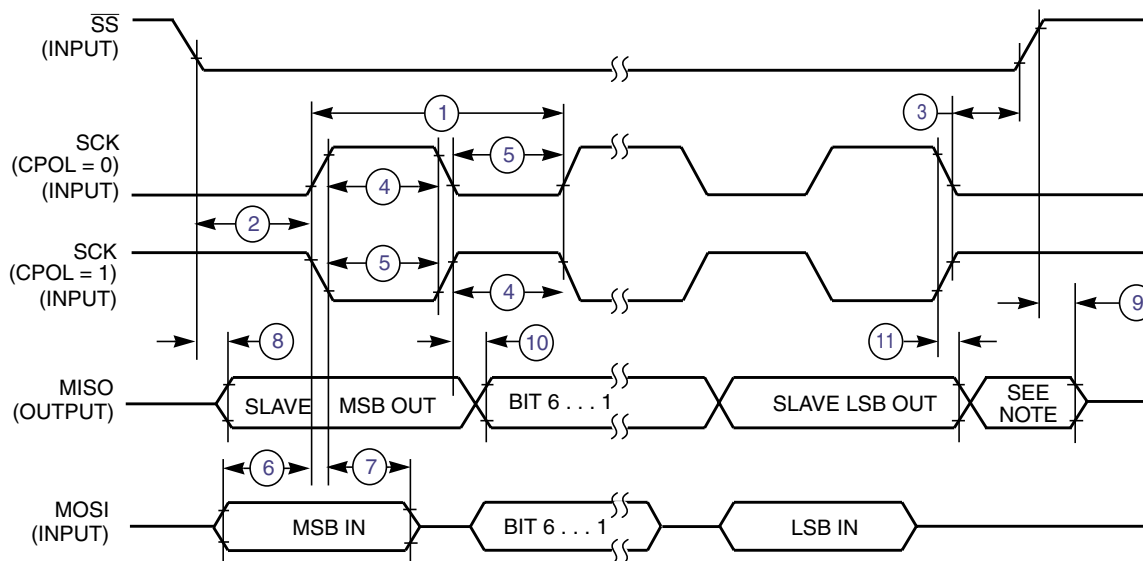 SS
(INPUT)
1
3
SCK
(CPOL = 0)
(INPUT)
5
4
2
SCK
(CPOL = 1)
(INPUT)
5
4
9
8
10
11
MISO
(OUTPUT)
SLAVE MSB OUT
BIT 6 . . . 1
SLAVE LSB OUT
SEE
NOTE
6
7
MOSI
(INPUT)
MSB IN
BIT 6 . . . 1
LSB IN